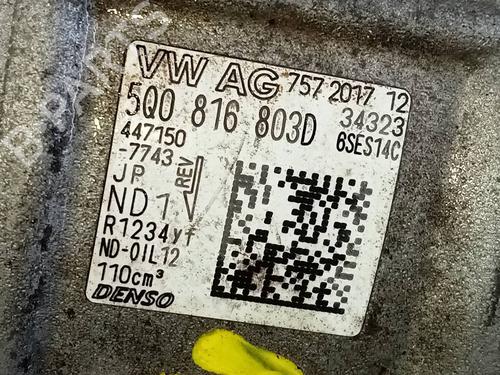 VW AG 757 2017 12
5Q0 816 803D 34323
447150 6SES14C
-7743
JP REV
ND1
R1234yf
ND-OIL12
110cm³
DENSO
B-PARTS